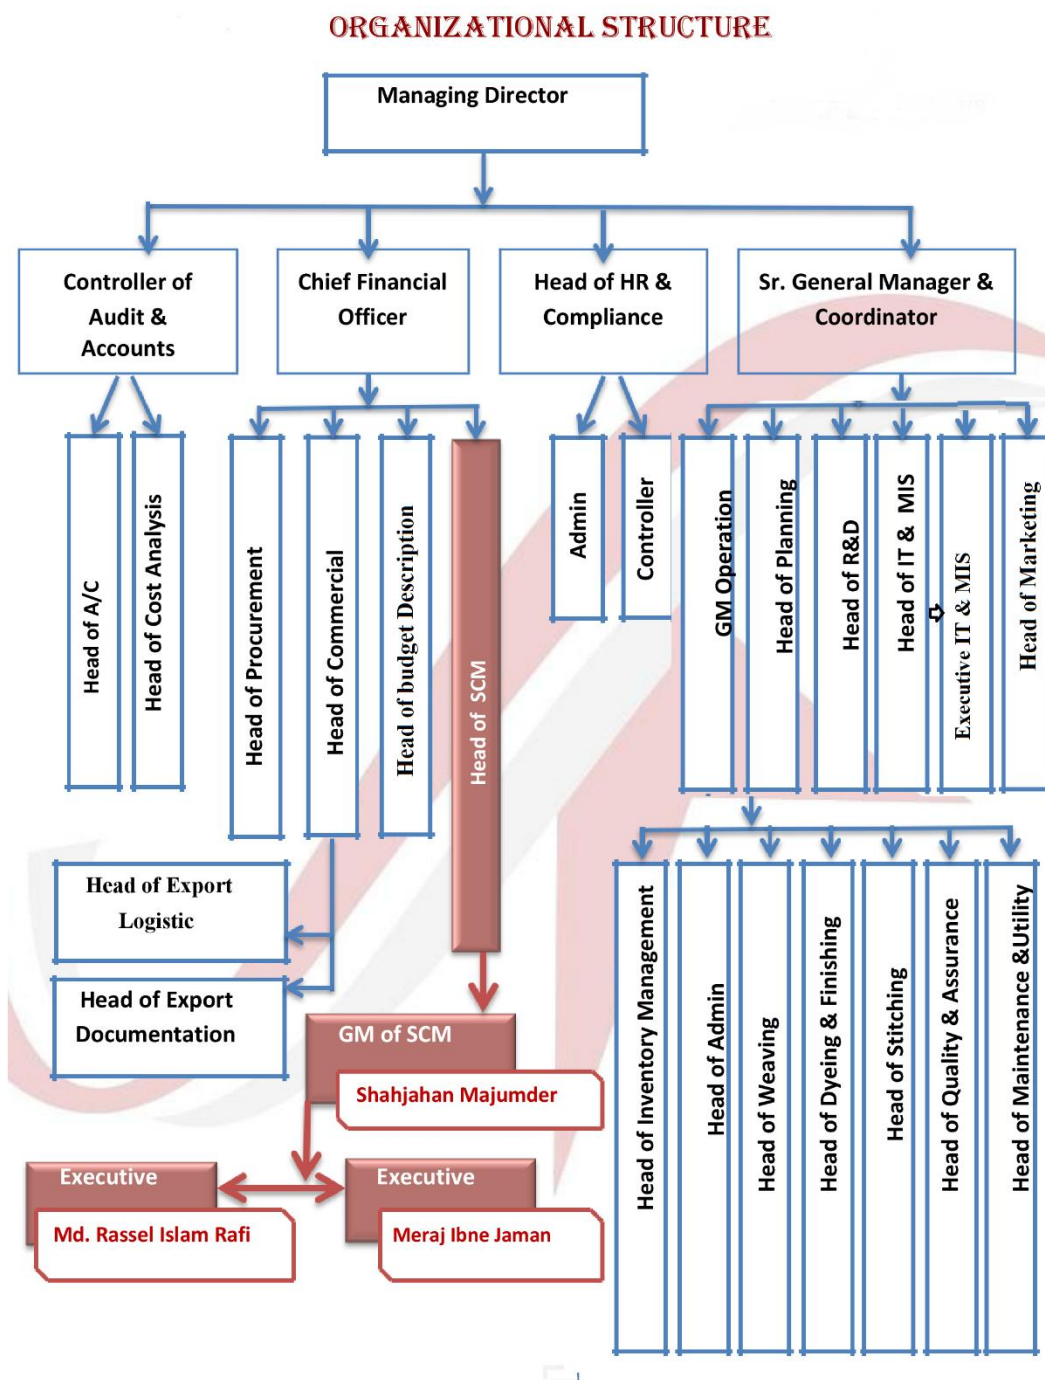 ORGANIZATIONAL STRUCTURE
Managing Director
Controller of
Audit &
Accounts
Chief Financial
Officer
Head of HR &
Compliance
Sr. General Manager &
Coordinator
Head of A/C
Head of Cost Analysis
Head of Procurement
Head of Commercial
Head of budget Description
Head of SCM
Admin
Controller
GM Operation
Head of Planning
Head of R&D
Head of IT & MIS
Executive IT & MIS
Head of Marketing
Head of Export
Logistic
Head of Export
Documentation
GM of SCM
Shahjahan Majumder
Executive
Md. Rassel Islam Rafi
Executive
Meraj Ibne Jaman
Head of Inventory Management
Head of Admin
Head of Weaving
Head of Dyeing & Finishing
Head of Stitching
Head of Quality & Assurance
Head of Maintenance &Utility